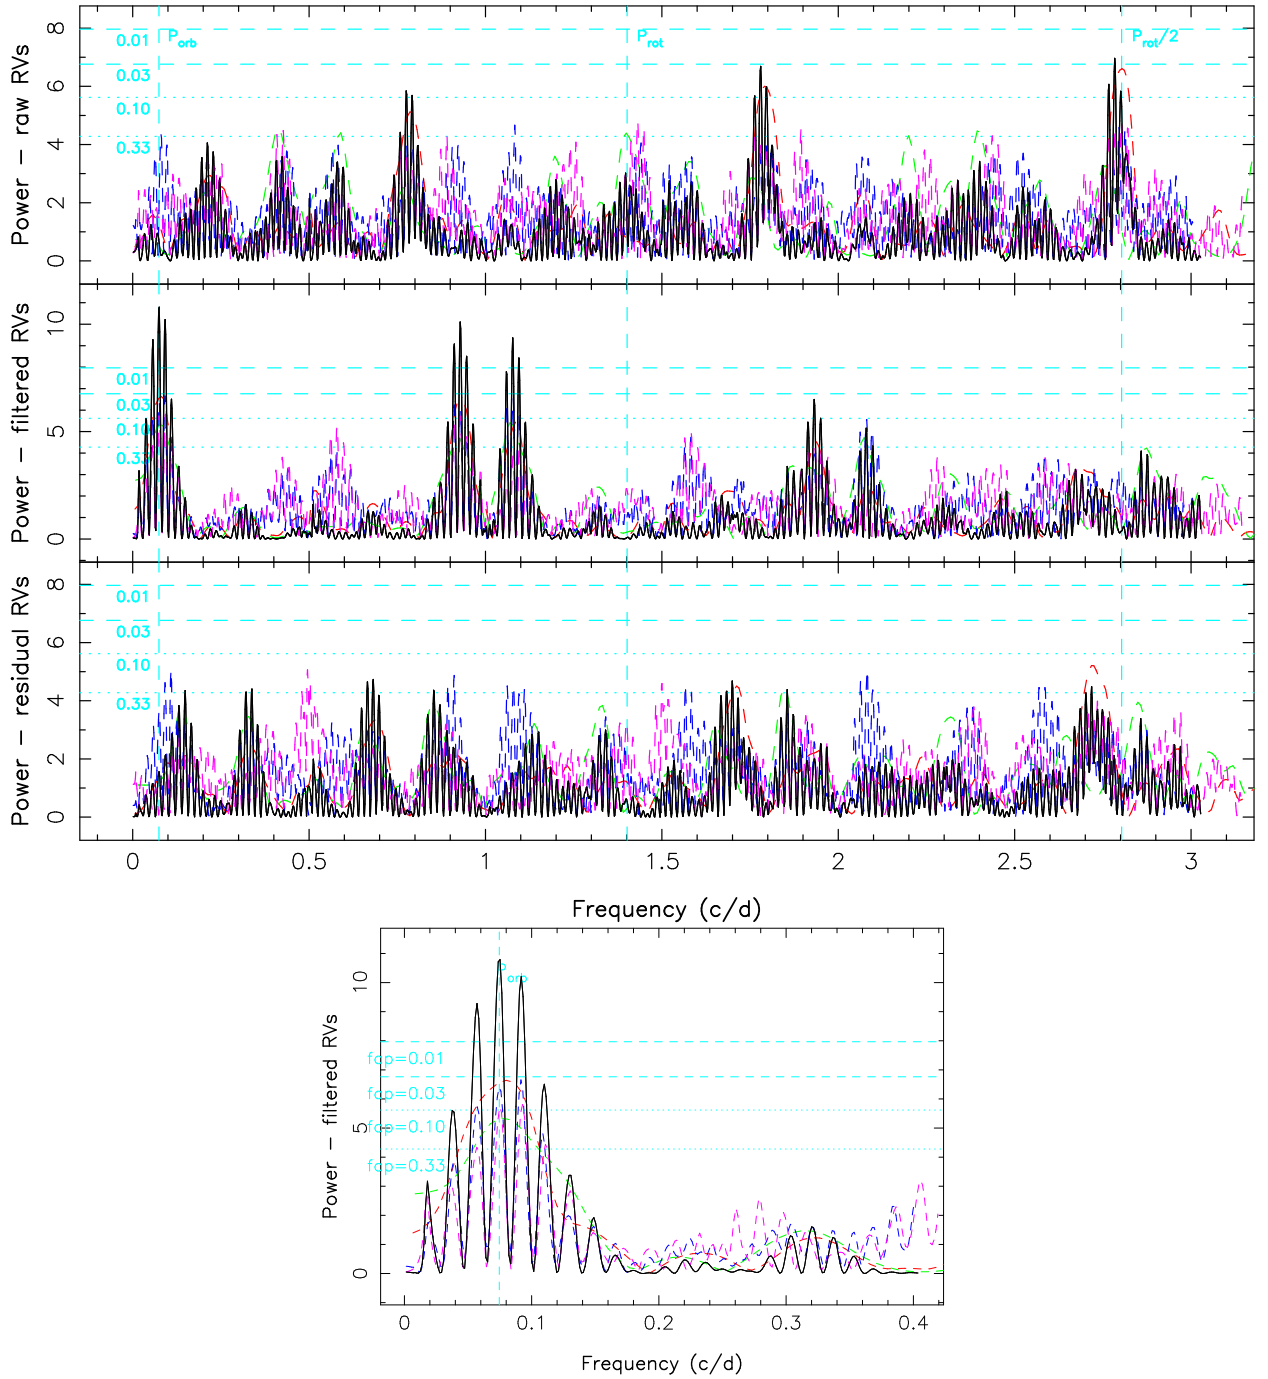 Power – raw RVs
8
6
4
2
0
0.01
0.03
0.10
0.33
P_orb
P_rot
P_rot/2
Power – filtered RVs
10
5
0
0.01
0.03
0.10
0.33
Power – residual RVs
8
6
4
2
0
0.01
0.03
0.10
0.33
0 0.5 1 1.5 2 2.5 3
Frequency (c/d)
Power – filtered RVs
10
5
0
P_orb
fap=0.01
fap=0.03
fap=0.10
fap=0.33
0 0.1 0.2 0.3 0.4
Frequency (c/d)